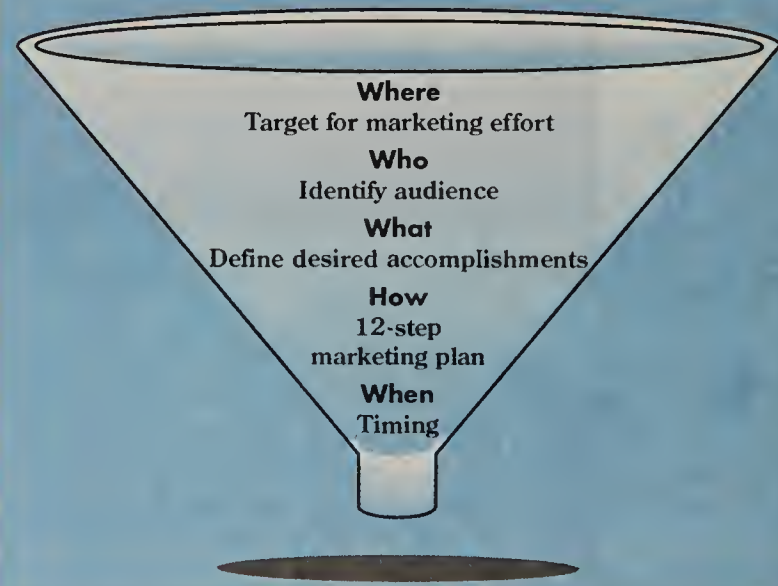 Where
Target for marketing effort
Who
Identify audience
What
Define desired accomplishments
How
12-step
marketing plan
When
Timing